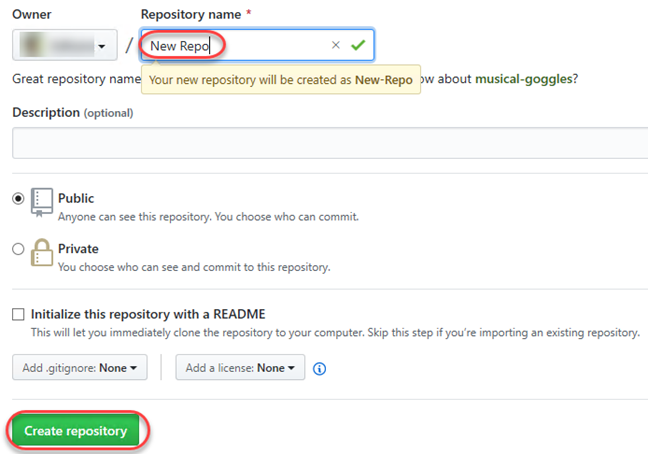 Owner
Repository name *
/ New Repo
Great repository name
Your new repository will be created as New-Repo
ow about musical-goggles?
Description (optional)
Public
Anyone can see this repository. You choose who can commit.
Private
You choose who can see and commit to this repository.
Initialize this repository with a README
This will let you immediately clone the repository to your computer. Skip this step if you're importing an existing repository.
Add .gitignore: None
Add a license: None
Create repository